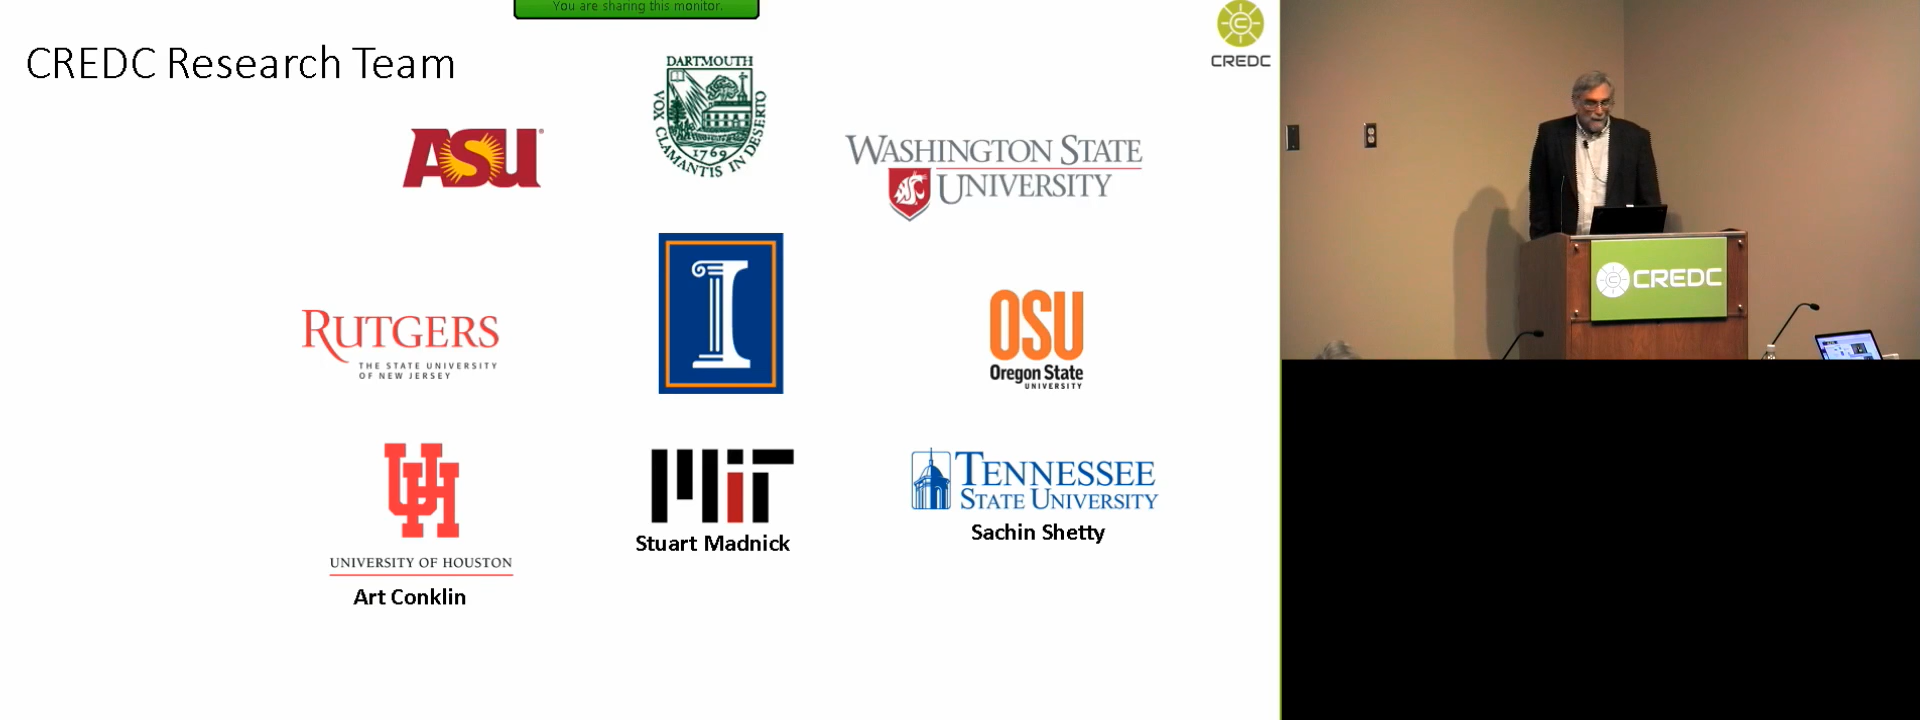 You are sharing this monitor.
CREDC Research Team
CREDC
DARTMOUTH
VOX CLAMANTIS IN DESERTO
1769
ASU
WASHINGTON STATE
UNIVERSITY
RUTGERS
THE STATE UNIVERSITY
OF NEW JERSEY
I
OSU
Oregon State
UNIVERSITY
UH
UNIVERSITY OF HOUSTON
Art Conklin
MIT
Stuart Madnick
TENNESSEE
STATE UNIVERSITY
Sachin Shetty
CREDC